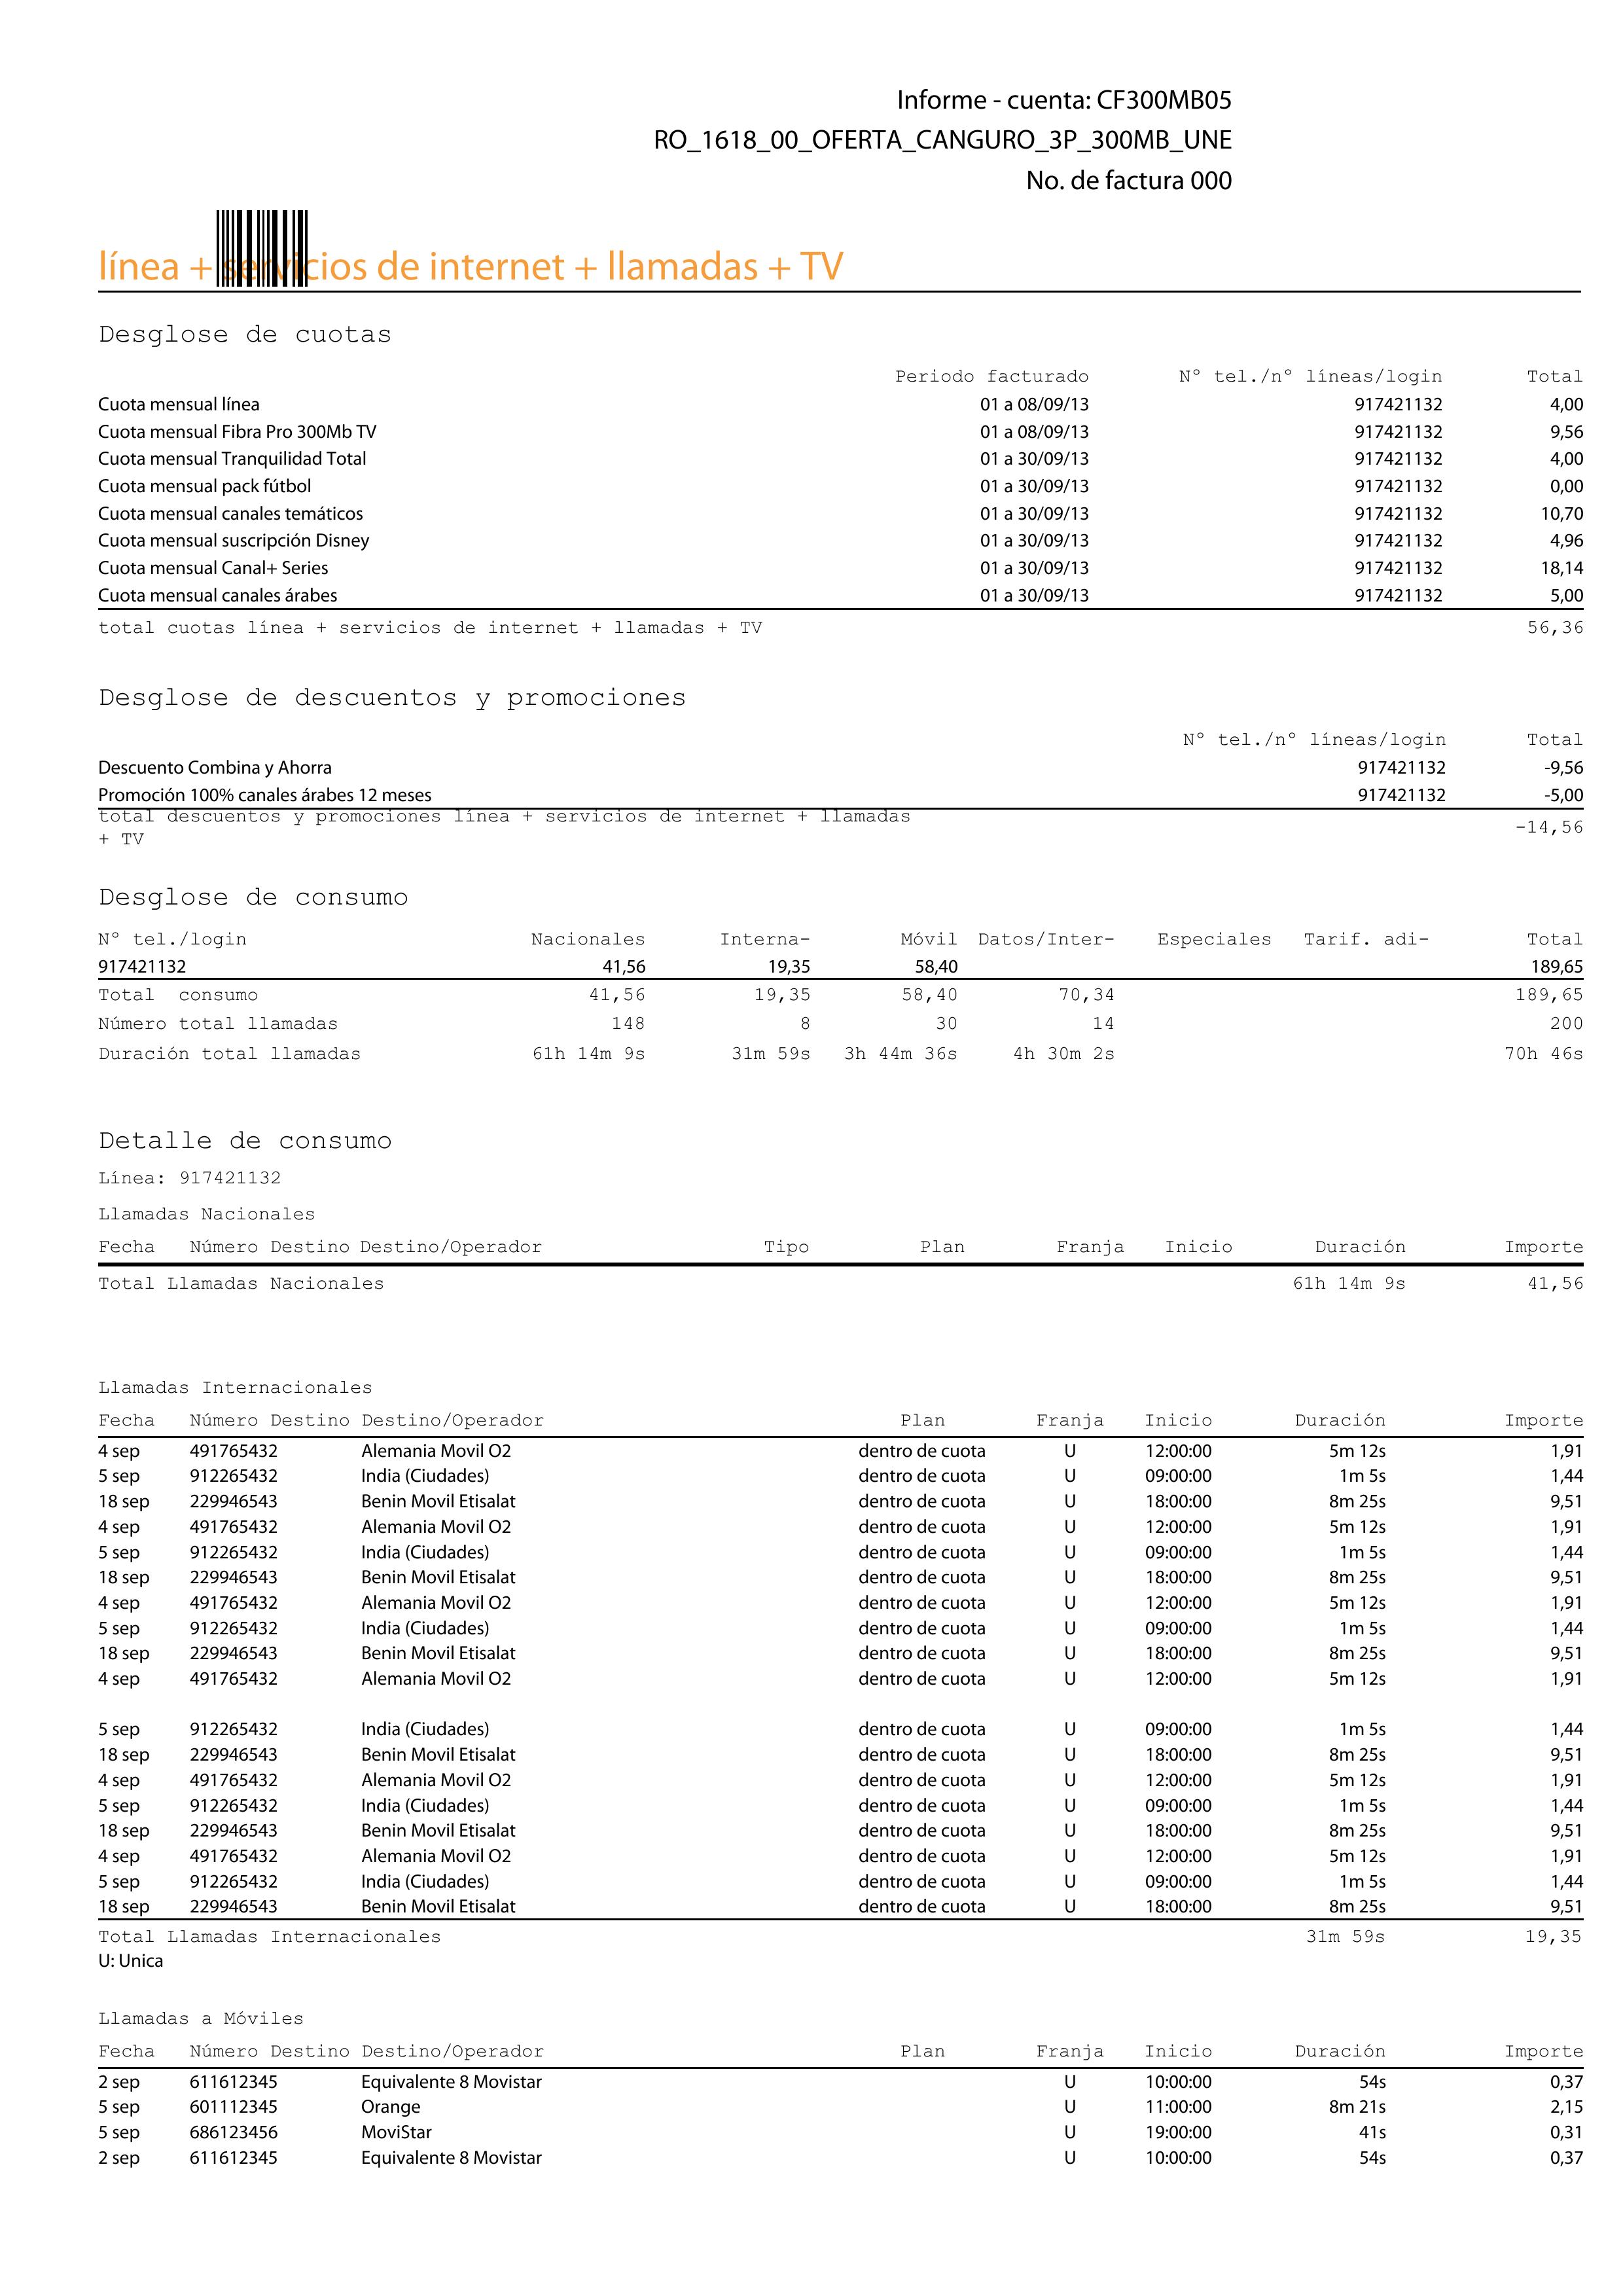 Informe - cuenta: CF300MB05
RO_1618_00_OFERTA_CANGURO_3P_300MB_UNE
No. de factura 000
línea + servicios de internet + llamadas + TV
Desglose de cuotas
Periodo facturado Nº tel./nº líneas/login Total
Cuota mensual línea 01 a 08/09/13 917421132 4,00
Cuota mensual Fibra Pro 300Mb TV 01 a 08/09/13 917421132 9,56
Cuota mensual Tranquilidad Total 01 a 30/09/13 917421132 4,00
Cuota mensual pack fútbol 01 a 30/09/13 917421132 0,00
Cuota mensual canales temáticos 01 a 30/09/13 917421132 10,70
Cuota mensual suscripción Disney 01 a 30/09/13 917421132 4,96
Cuota mensual Canal+ Series 01 a 30/09/13 917421132 18,14
Cuota mensual canales árabes 01 a 30/09/13 917421132 5,00
total cuotas línea + servicios de internet + llamadas + TV 56,36
Desglose de descuentos y promociones
Nº tel./nº líneas/login Total
Descuento Combina y Ahorra 917421132 -9,56
Promoción 100% canales árabes 12 meses 917421132 -5,00
total descuentos y promociones línea + servicios de internet + llamadas
+ TV -14,56
Desglose de consumo
Nº tel./login Nacionales Interna- Móvil Datos/Inter- Especiales Tarif. adi- Total
917421132 41,56 19,35 58,40 189,65
Total consumo 41,56 19,35 58,40 70,34 189,65
Número total llamadas 148 8 30 14 200
Duración total llamadas 61h 14m 9s 31m 59s 3h 44m 36s 4h 30m 2s 70h 46s
Detalle de consumo
Línea: 917421132
Llamadas Nacionales
Fecha Número Destino Destino/Operador Tipo Plan Franja Inicio Duración Importe
Total Llamadas Nacionales 61h 14m 9s 41,56
Llamadas Internacionales
Fecha Número Destino Destino/Operador Plan Franja Inicio Duración Importe
4 sep 491765432 Alemania Movil O2 dentro de cuota U 12:00:00 5m 12s 1,91
5 sep 912265432 India (Ciudades) dentro de cuota U 09:00:00 1m 5s 1,44
18 sep 229946543 Benin Movil Etisalat dentro de cuota U 18:00:00 8m 25s 9,51
4 sep 491765432 Alemania Movil O2 dentro de cuota U 12:00:00 5m 12s 1,91
5 sep 912265432 India (Ciudades) dentro de cuota U 09:00:00 1m 5s 1,44
18 sep 229946543 Benin Movil Etisalat dentro de cuota U 18:00:00 8m 25s 9,51
4 sep 491765432 Alemania Movil O2 dentro de cuota U 12:00:00 5m 12s 1,91
5 sep 912265432 India (Ciudades) dentro de cuota U 09:00:00 1m 5s 1,44
18 sep 229946543 Benin Movil Etisalat dentro de cuota U 18:00:00 8m 25s 9,51
4 sep 491765432 Alemania Movil O2 dentro de cuota U 12:00:00 5m 12s 1,91
5 sep 912265432 India (Ciudades) dentro de cuota U 09:00:00 1m 5s 1,44
18 sep 229946543 Benin Movil Etisalat dentro de cuota U 18:00:00 8m 25s 9,51
4 sep 491765432 Alemania Movil O2 dentro de cuota U 12:00:00 5m 12s 1,91
5 sep 912265432 India (Ciudades) dentro de cuota U 09:00:00 1m 5s 1,44
18 sep 229946543 Benin Movil Etisalat dentro de cuota U 18:00:00 8m 25s 9,51
4 sep 491765432 Alemania Movil O2 dentro de cuota U 12:00:00 5m 12s 1,91
5 sep 912265432 India (Ciudades) dentro de cuota U 09:00:00 1m 5s 1,44
18 sep 229946543 Benin Movil Etisalat dentro de cuota U 18:00:00 8m 25s 9,51
Total Llamadas Internacionales 31m 59s 19,35
U: Unica
Llamadas a Móviles
Fecha Número Destino Destino/Operador Plan Franja Inicio Duración Importe
2 sep 611612345 Equivalente 8 Movistar U 10:00:00 54s 0,37
5 sep 601112345 Orange U 11:00:00 8m 21s 2,15
5 sep 686123456 MoviStar U 19:00:00 41s 0,31
2 sep 611612345 Equivalente 8 Movistar U 10:00:00 54s 0,37